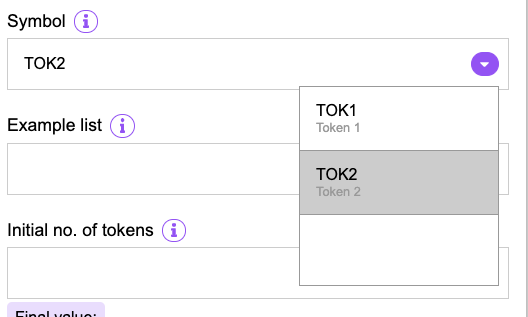 Symbol
TOK2
TOK1
Token 1
Example list
TOK2
Token 2
Initial no. of tokens
Final value: